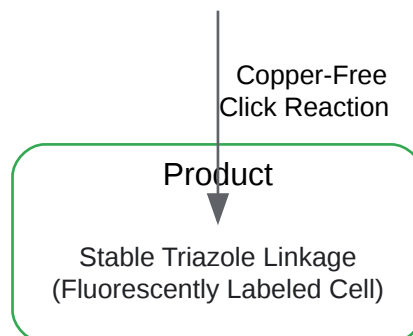 Copper-Free
Click Reaction
Product
Stable Triazole Linkage
(Fluorescently Labeled Cell)